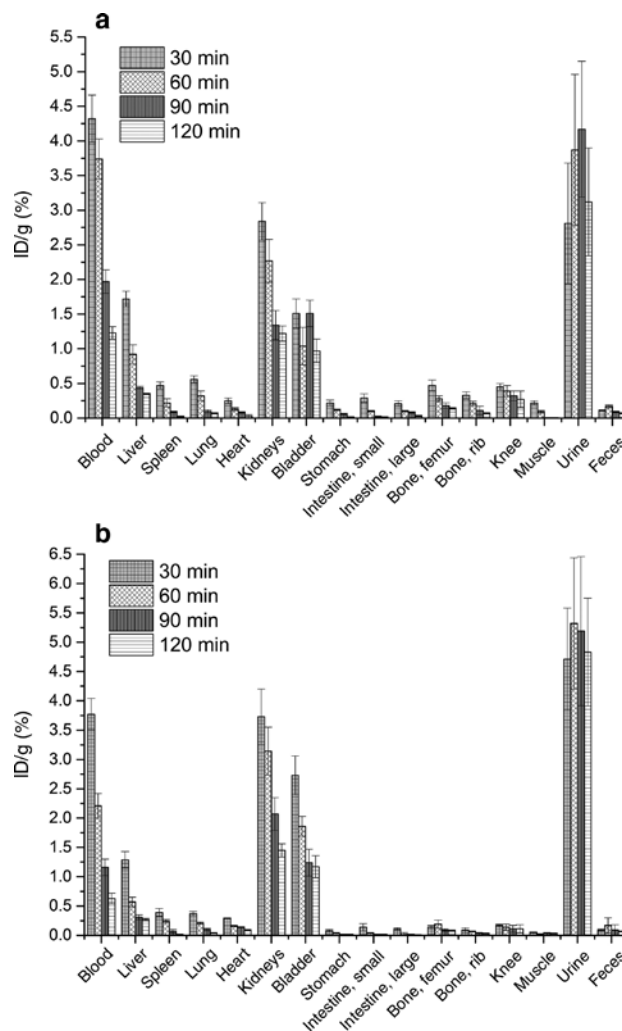 a
5.5
5.0
4.5
4.0
3.5
3.0
2.5
2.0
1.5
1.0
0.5
0.0
ID/g (%)
30 min
60 min
90 min
120 min
Blood
Liver
Spleen
Lung
Heart
Kidneys
Bladder
Stomach
Intestine, small
Intestine, large
Bone, femur
Bone, rib
Knee
Muscle
Urine
Feces
b
6.5
6.0
5.5
5.0
4.5
4.0
3.5
3.0
2.5
2.0
1.5
1.0
0.5
0.0
ID/g (%)
30 min
60 min
90 min
120 min
Blood
Liver
Spleen
Lung
Heart
Kidneys
Bladder
Stomach
Intestine, small
Intestine, large
Bone, femur
Bone, rib
Knee
Muscle
Urine
Feces